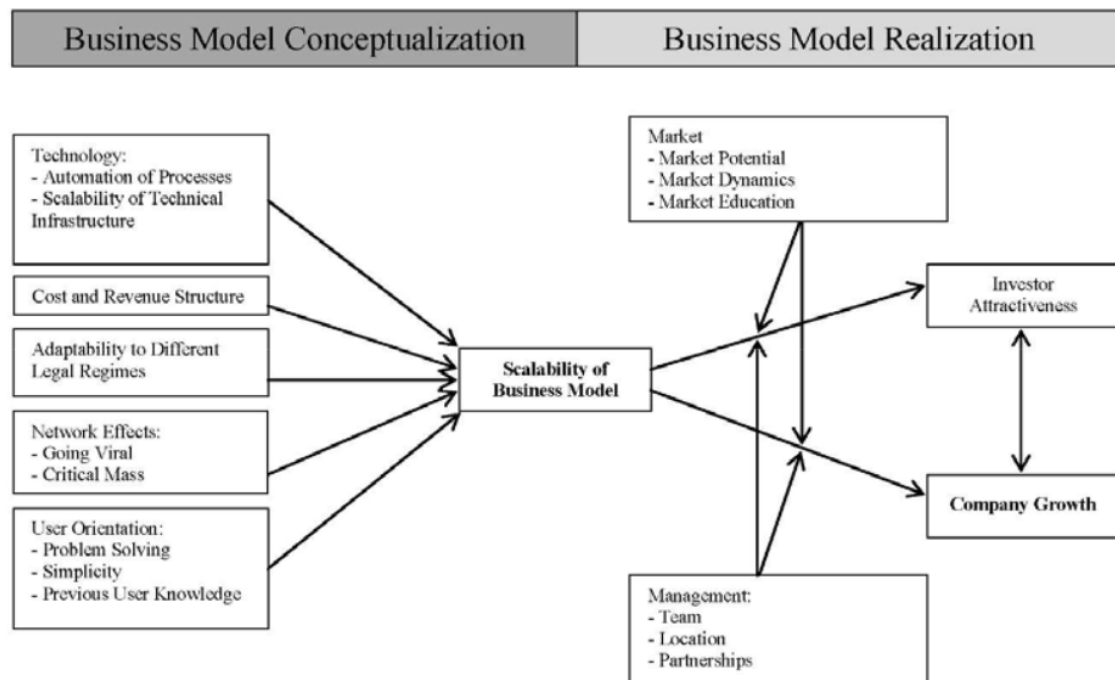 Business Model Conceptualization
Business Model Realization
Technology:
- Automation of Processes
- Scalability of Technical
Infrastructure
Cost and Revenue Structure
Adaptability to Different
Legal Regimes
Network Effects:
- Going Viral
- Critical Mass
User Orientation:
- Problem Solving
- Simplicity
- Previous User Knowledge
Scalability of
Business Model
Market
- Market Potential
- Market Dynamics
- Market Education
Management:
- Team
- Location
- Partnerships
Investor
Attractiveness
Company Growth